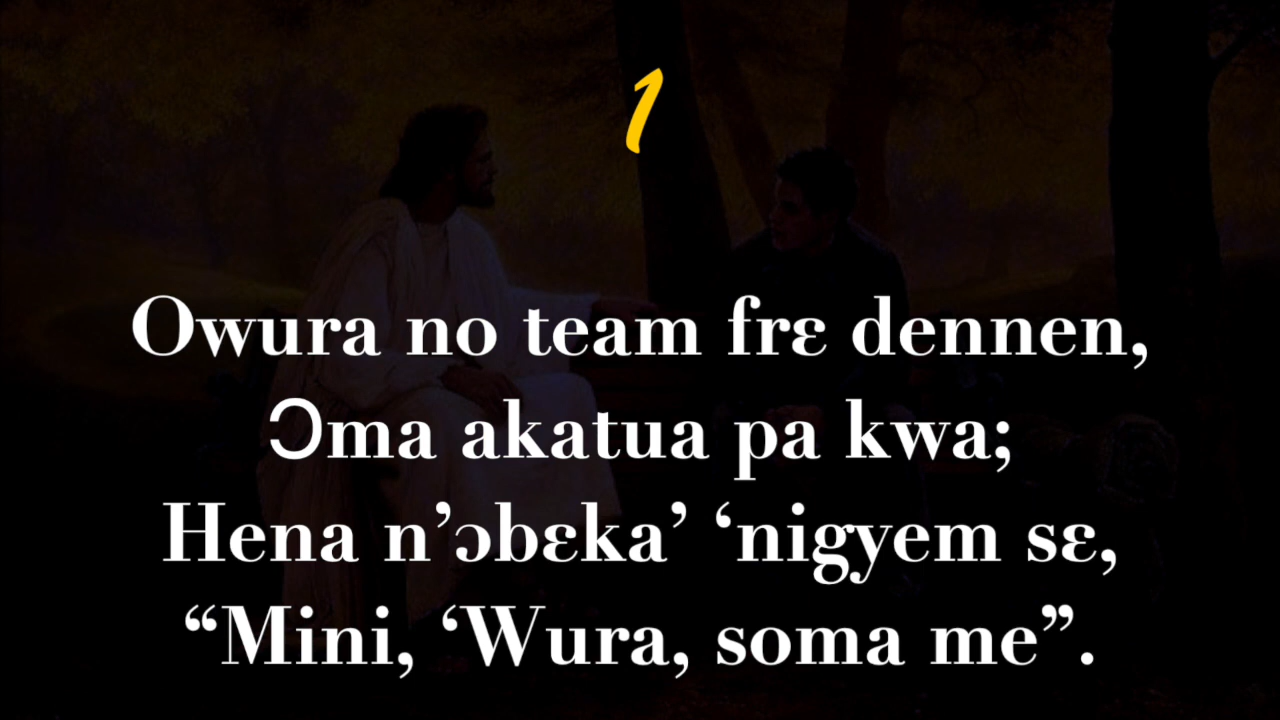 1
Owura no team frɛ dennen,
Ɔma akatua pa kwa;
Hena n’ɔbɛka’ ‘nigyem sɛ,
“Mini, ‘Wura, soma me”.